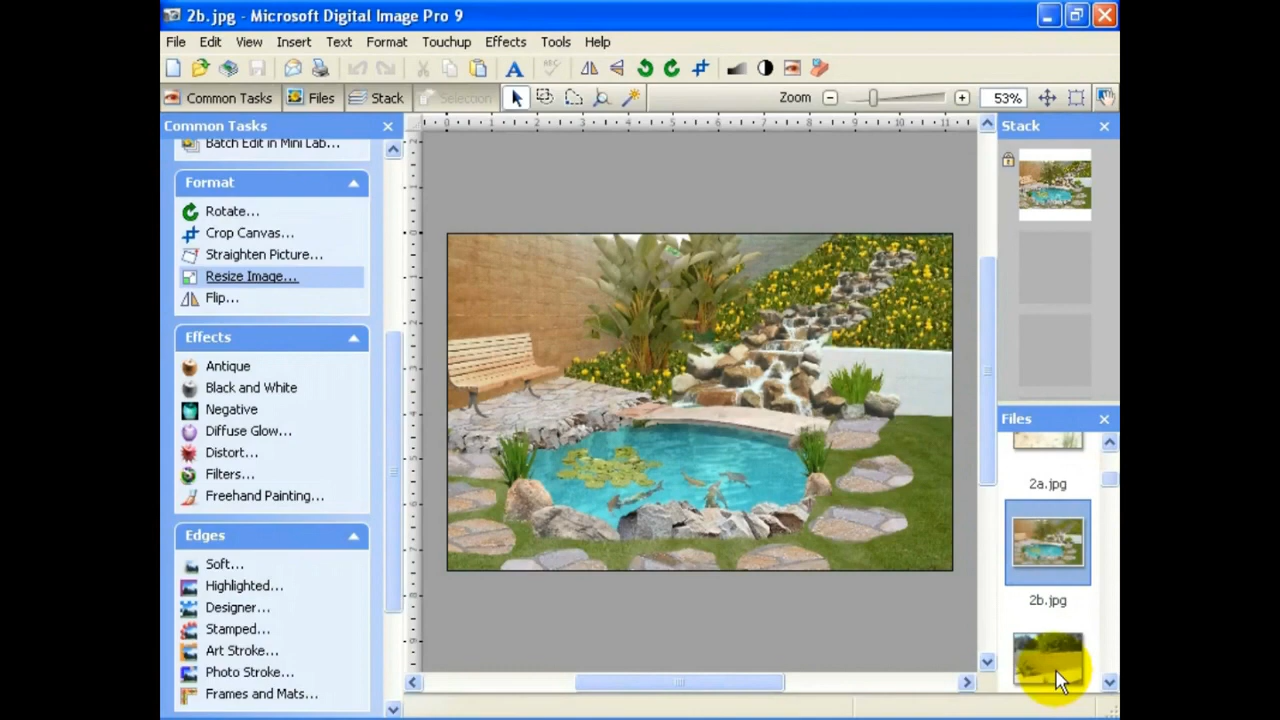 2b.jpg - Microsoft Digital Image Pro 9
File Edit View Insert Text Format Touchup Effects Tools Help
Common Tasks Files Stack Selection Zoom 53%
Common Tasks
Batch Edit in Mini Lab...
Format
Rotate...
Crop Canvas...
Straighten Picture...
Resize Image...
Flip...
Effects
Antique
Black and White
Negative
Diffuse Glow...
Distort...
Filters...
Freehand Painting...
Edges
Soft...
Highlighted...
Designer...
Stamped...
Art Stroke...
Photo Stroke...
Frames and Mats...
Stack
Files
2a.jpg
2b.jpg